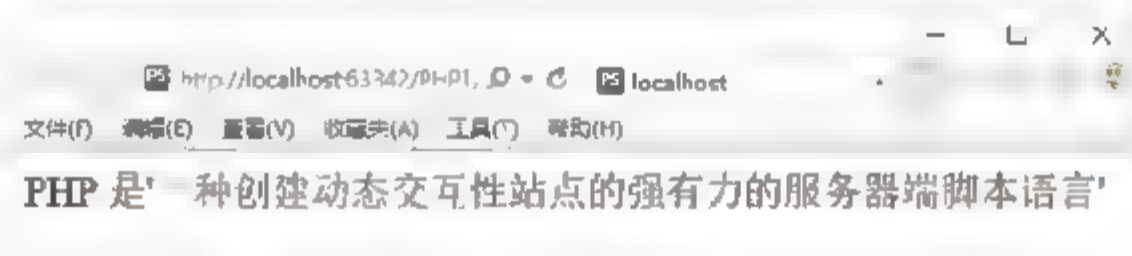 http://localhost:63342/PHP1, localhost
文件(F) 编辑(E) 查看(V) 收藏夹(A) 工具(T) 帮助(H)
PHP 是' 一种创建动态交互性站点的强有力的服务器端脚本语言'